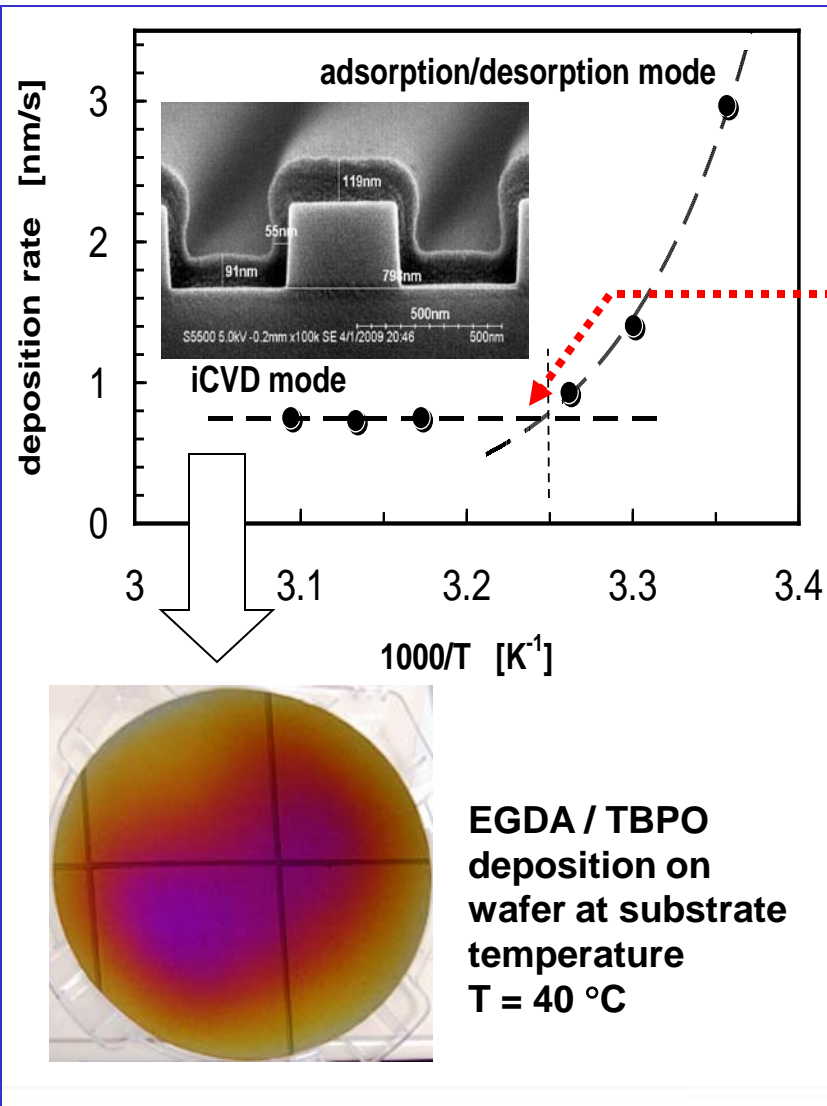 deposition rate [nm/s]
adsorption/desorption mode
3
2
1
0
119nm
55nm
91nm
500nm
S5500 5.0kV -0.2mm x100k SE 4/1/2009 20:46
500nm
iCVD mode
3
3.1
3.2
3.3
3.4
1000/T [K⁻¹]
EGDA / TBPO
deposition on
wafer at substrate
temperature
T = 40 °C